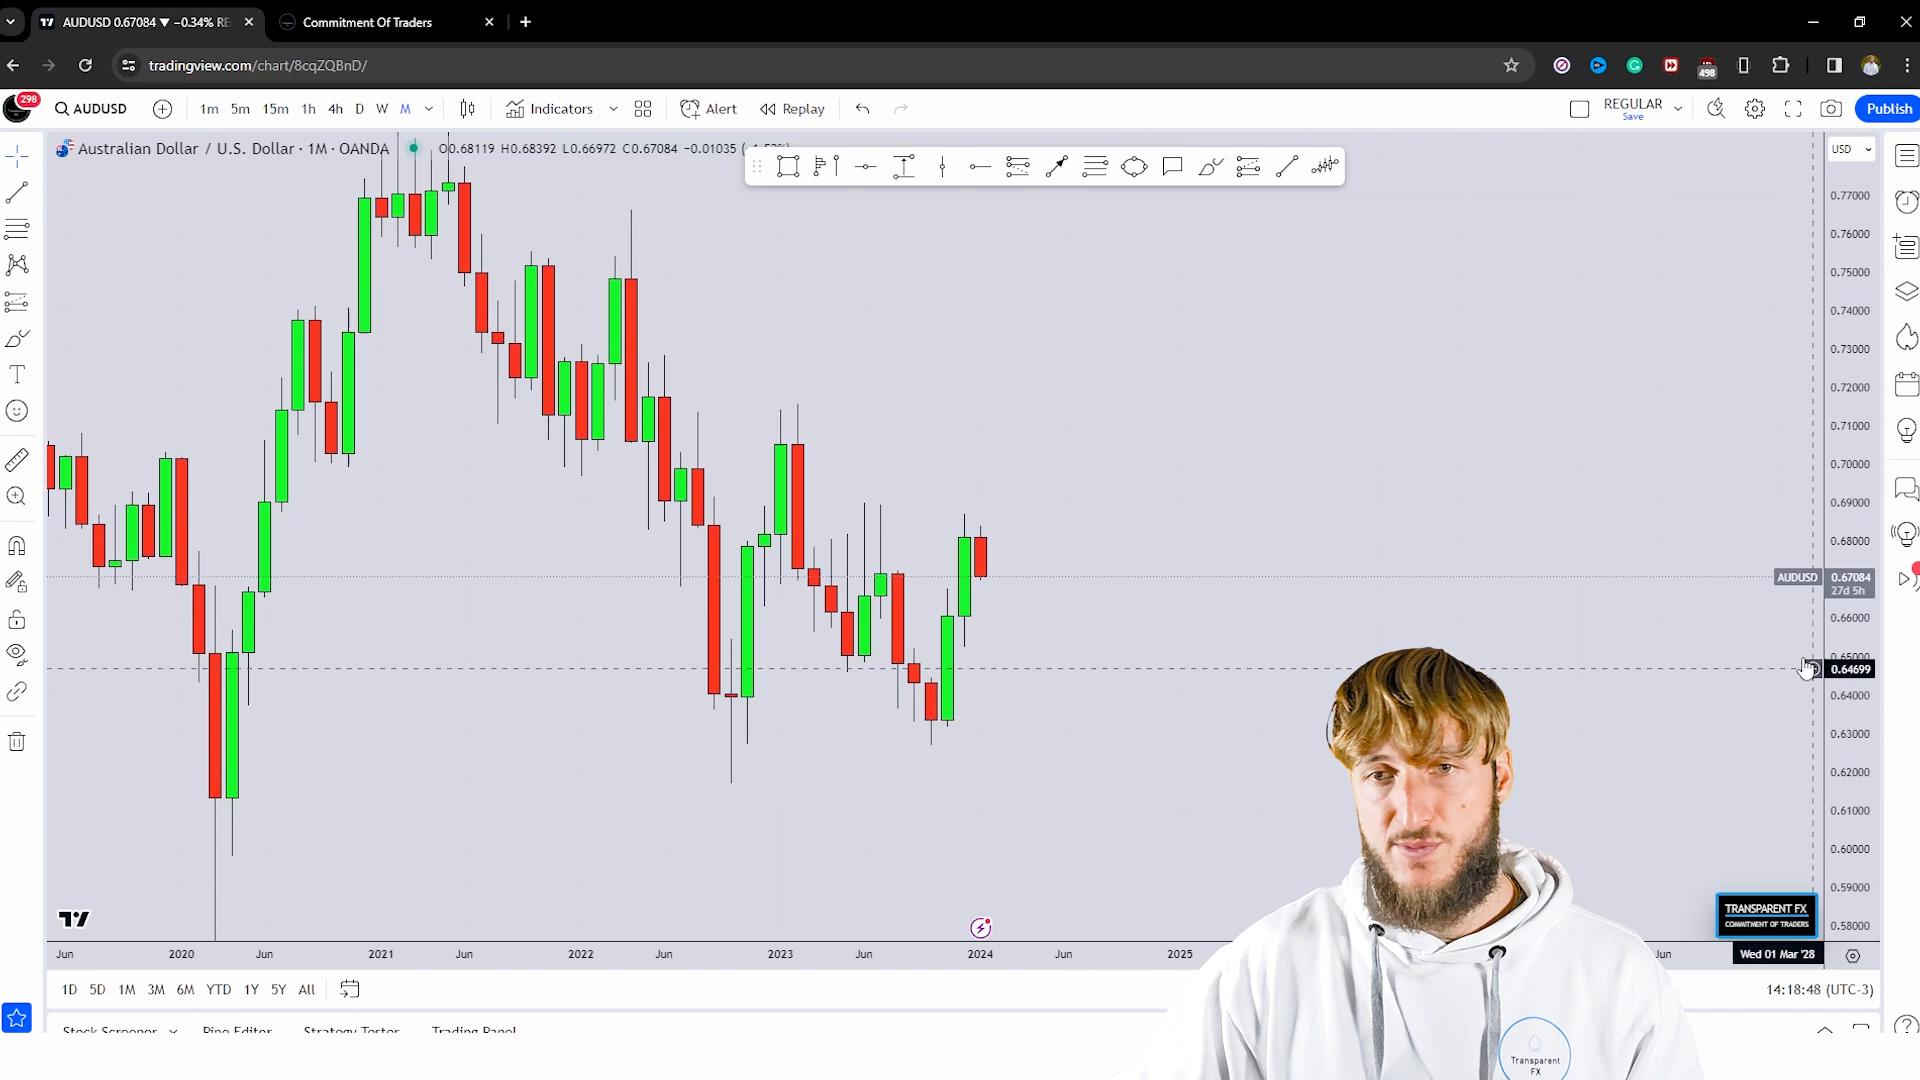 AUDUSD 0.67084 ▼ −0.34% RE
Commitment Of Traders
tradingview.com/chart/8cqZQBnD/
498
298
AUDUSD
1m 5m 15m 1h 4h D W M
Indicators
Alert
Replay
REGULAR
Save
Publish
Australian Dollar / U.S. Dollar · 1M · OANDA
O0.68119 H0.68392 L0.66972 C0.67084 −0.01035
USD
0.77000
0.76000
0.75000
0.74000
0.73000
0.72000
0.71000
0.70000
0.69000
0.68000
AUDUSD 0.67084
27d 5h
0.66000
0.65000
0.64699
0.64000
0.63000
0.62000
0.61000
0.60000
0.59000
0.58000
TRANSPARENT FX
COMMITMENT OF TRADERS
Jun 2020 Jun 2021 Jun 2022 Jun 2023 Jun 2024 Jun 2025 Jun Wed 01 Mar '28
1D 5D 1M 3M 6M YTD 1Y 5Y All
14:18:48 (UTC-3)
Stock Screener Pine Editor Strategy Tester Trading Panel
Transparent
FX